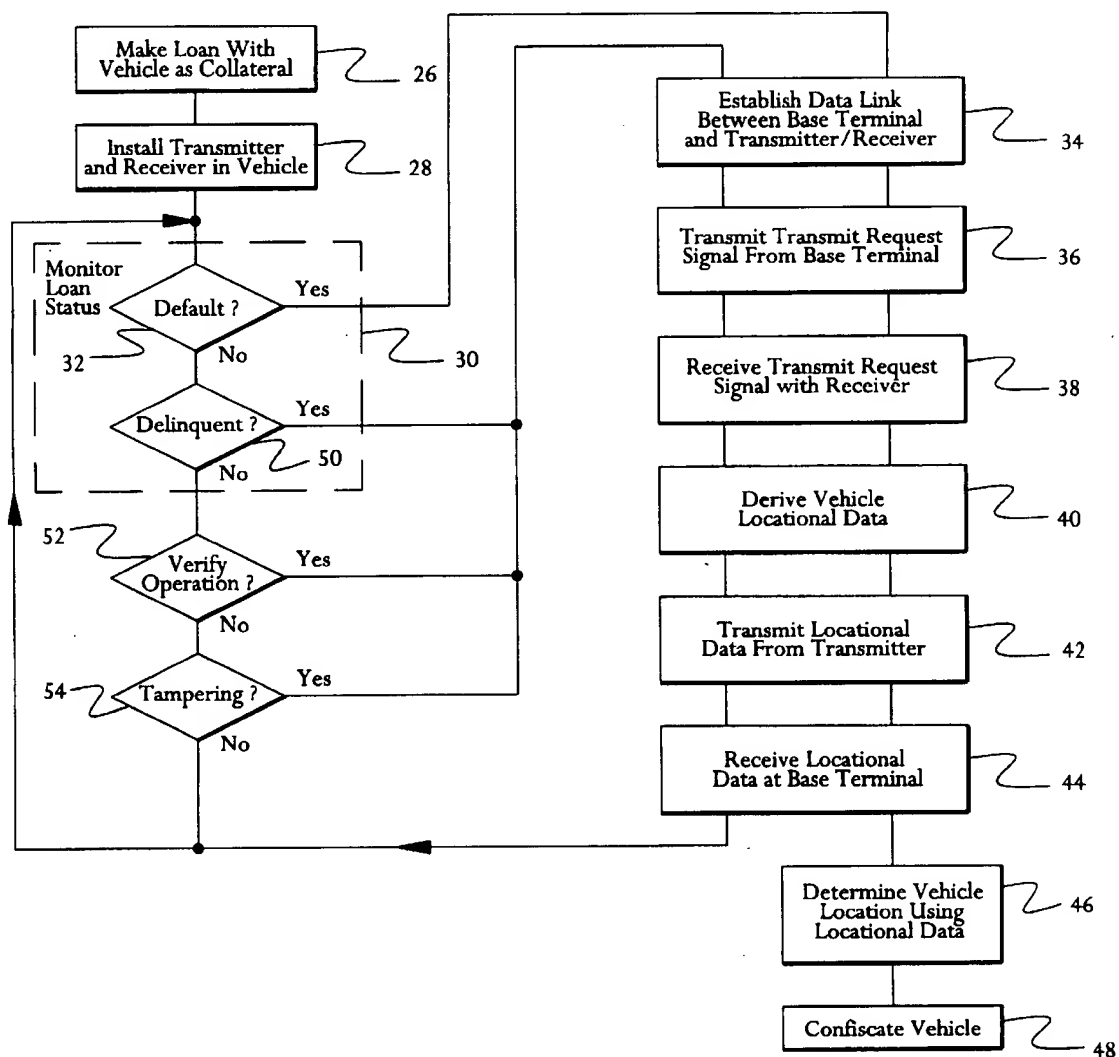 Make Loan With
Vehicle as Collateral
26
Install Transmitter
and Receiver in Vehicle
28
Monitor
Loan
Status
Default ?
Yes
32
No
30
Delinquent ?
Yes
50
No
52
Verify
Operation ?
Yes
No
54
Tampering ?
Yes
No
Establish Data Link
Between Base Terminal
and Transmitter/Receiver
34
Transmit Transmit Request
Signal From Base Terminal
36
Receive Transmit Request
Signal with Receiver
38
Derive Vehicle
Locational Data
40
Transmit Locational
Data From Transmitter
42
Receive Locational
Data at Base Terminal
44
Determine Vehicle
Location Using
Locational Data
46
Confiscate Vehicle
48